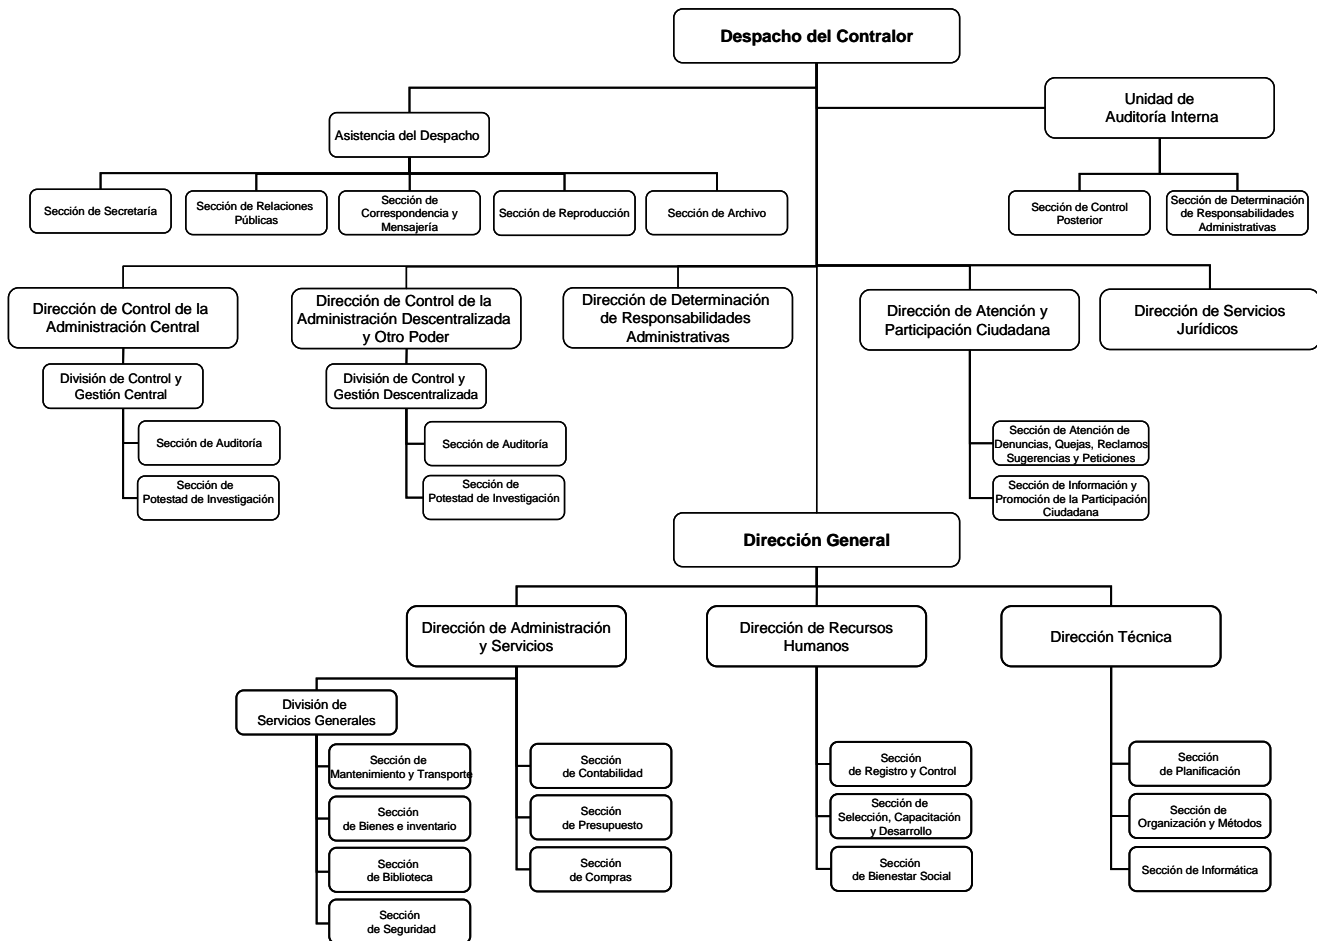 Despacho del Contralor
Unidad de
Auditoría Interna
Asistencia del Despacho
Sección de Secretaría
Sección de Relaciones
Públicas
Sección de
Correspondencia y
Mensajería
Sección de Reproducción
Sección de Archivo
Sección de Control
Posterior
Sección de Determinación
de Responsabilidades
Administrativas
Dirección de Control de la
Administración Central
Dirección de Control de la
Administración Descentralizada
y Otro Poder
Dirección de Determinación
de Responsabilidades
Administrativas
Dirección de Atención y
Participación Ciudadana
Dirección de Servicios
Jurídicos
División de Control y
Gestión Central
División de Control y
Gestión Descentralizada
Sección de Auditoría
Sección de
Potestad de Investigación
Sección de Auditoría
Sección de
Potestad de Investigación
Sección de Atención de
Denuncias, Quejas, Reclamos
Sugerencias y Peticiones
Sección de Información y
Promoción de la Participación
Ciudadana
Dirección General
Dirección de Administración
y Servicios
Dirección de Recursos
Humanos
Dirección Técnica
División de
Servicios Generales
Sección de
Mantenimiento y Transporte
Sección
de Bienes e inventario
Sección
de Biblioteca
Sección
de Seguridad
Sección
de Contabilidad
Sección
de Presupuesto
Sección
de Compras
Sección
de Registro y Control
Sección de
Selección, Capacitación
y Desarrollo
Sección
de Bienestar Social
Sección
de Planificación
Sección de
Organización y Métodos
Sección de Informática